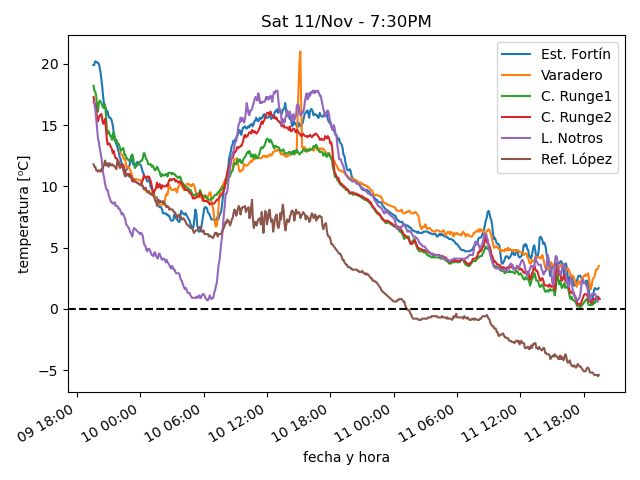 Sat 11/Nov - 7:30PM
temperatura [ºC]
20
15
10
5
0
−5
Est. Fortín
Varadero
C. Runge1
C. Runge2
L. Notros
Ref. López
09 18:00
10 00:00
10 06:00
10 12:00
10 18:00
11 00:00
11 06:00
11 12:00
11 18:00
fecha y hora